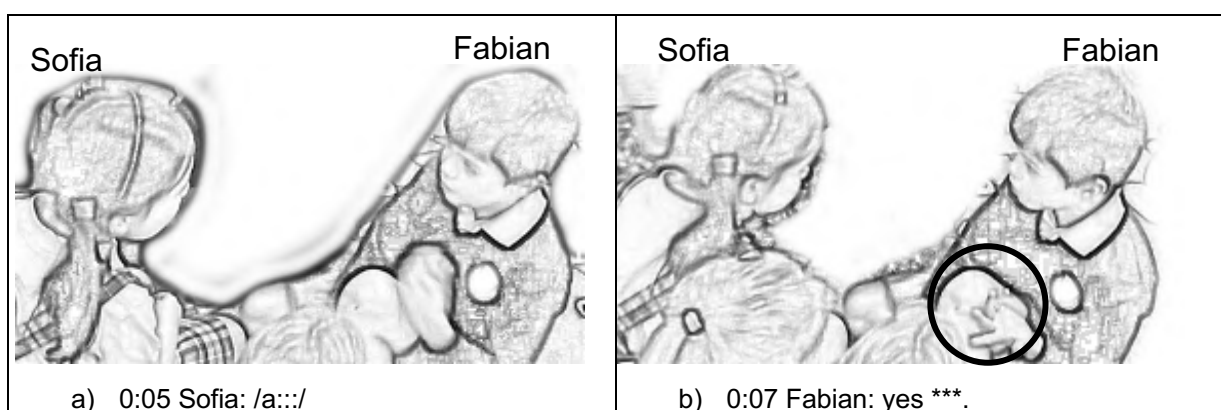 Sofia Fabian
Sofia Fabian
a) 0:05 Sofia: /a:::/
b) 0:07 Fabian: yes ***.